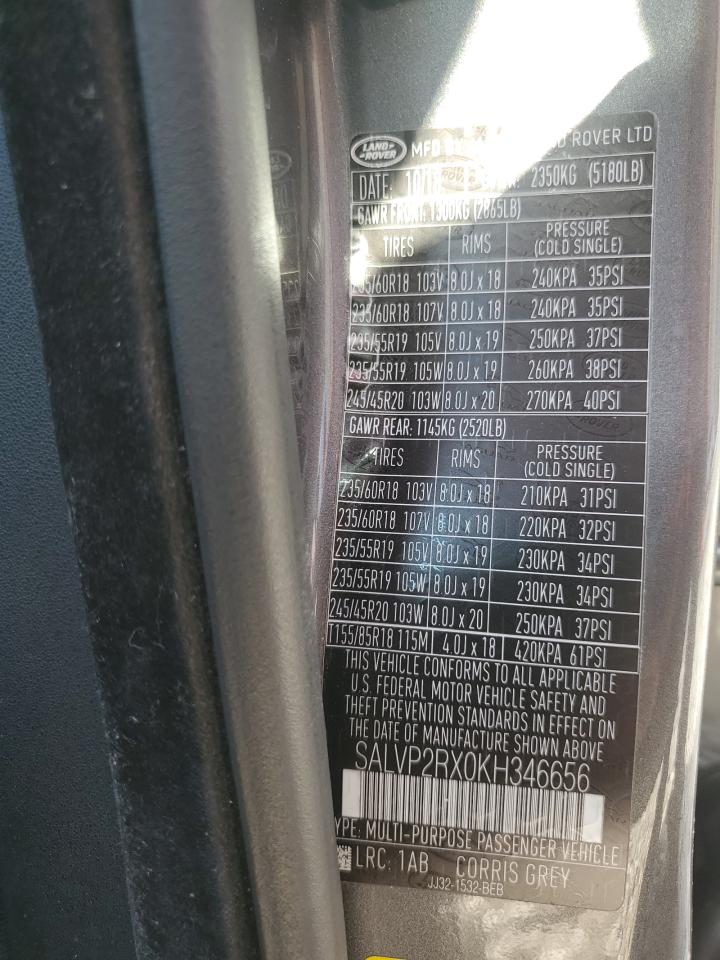 LAND ROVER MFD BY ROVER LTD
DATE: 10/18 2350KG (5180LB)
GAWR FRONT: 1300KG (2865LB)
TIRES RIMS PRESSURE (COLD SINGLE)
235/60R18 103V 8.0J x 18 240KPA 35PSI
235/60R18 107V 8.0J x 18 240KPA 35PSI
235/55R19 105V 8.0J x 19 250KPA 37PSI
235/55R19 105W 8.0J x 19 260KPA 38PSI
245/45R20 103W 8.0J x 20 270KPA 40PSI
GAWR REAR: 1145KG (2520LB)
TIRES RIMS PRESSURE (COLD SINGLE)
235/60R18 103V 8.0J x 18 210KPA 31PSI
235/60R18 107V 8.0J x 18 220KPA 32PSI
235/55R19 105V 8.0J x 19 230KPA 34PSI
235/55R19 105W 8.0J x 19 230KPA 34PSI
245/45R20 103W 8.0J x 20 250KPA 37PSI
T155/85R18 115M 4.0J x 18 420KPA 61PSI
THIS VEHICLE CONFORMS TO ALL APPLICABLE
U.S. FEDERAL MOTOR VEHICLE SAFETY AND
THEFT PREVENTION STANDARDS IN EFFECT ON
THE DATE OF MANUFACTURE SHOWN ABOVE
SALVP2RX0KH346656
TYPE: MULTI-PURPOSE PASSENGER VEHICLE
LRC: 1AB CORRIS GREY
JJ32-1532-BEB